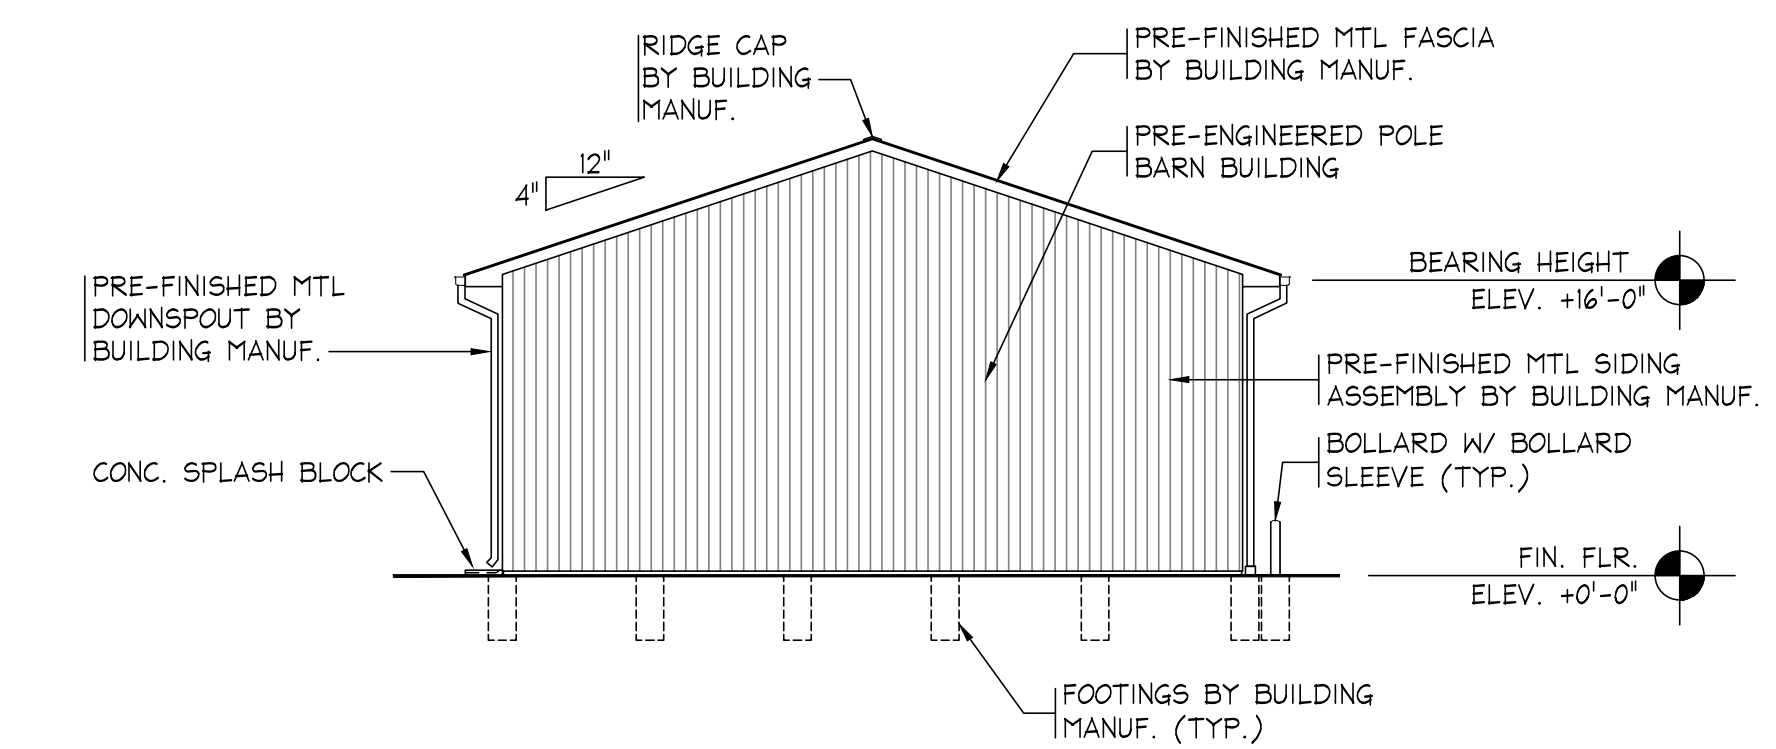 RIDGE CAP
BY BUILDING
MANUF.
PRE-FINISHED MTL FASCIA
BY BUILDING MANUF.
PRE-ENGINEERED POLE
BARN BUILDING
12"
4"
BEARING HEIGHT
ELEV. +16'-0"
PRE-FINISHED MTL
DOWNSPOUT BY
BUILDING MANUF.
PRE-FINISHED MTL SIDING
ASSEMBLY BY BUILDING MANUF.
BOLLARD W/ BOLLARD
SLEEVE (TYP.)
CONC. SPLASH BLOCK
FIN. FLR.
ELEV. +0'-0"
FOOTINGS BY BUILDING
MANUF. (TYP.)